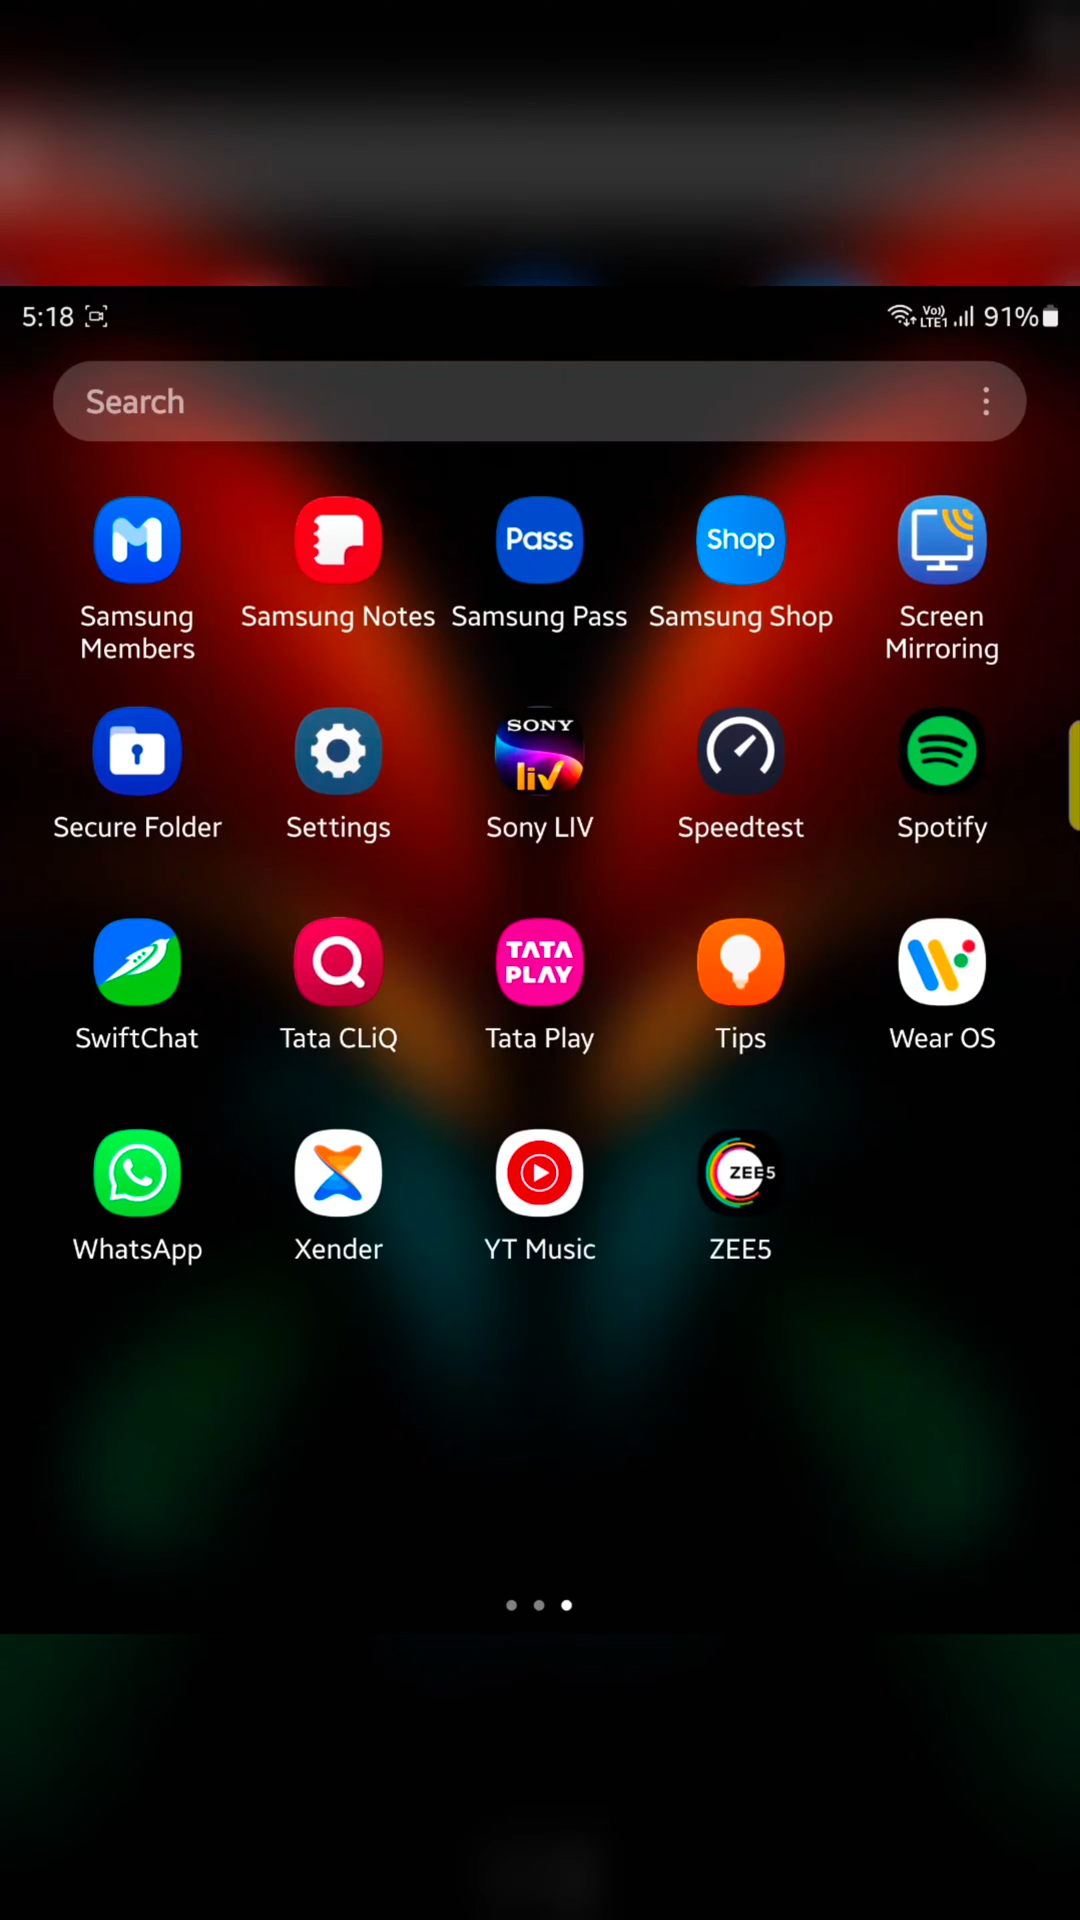 5:18 Vo)) LTE1 91%
Search
Pass Shop
Samsung Members Samsung Notes Samsung Pass Samsung Shop Screen Mirroring
SONY liv
Secure Folder Settings Sony LIV Speedtest Spotify
TATA PLAY
SwiftChat Tata CLiQ Tata Play Tips Wear OS
ZEE5
WhatsApp Xender YT Music ZEE5